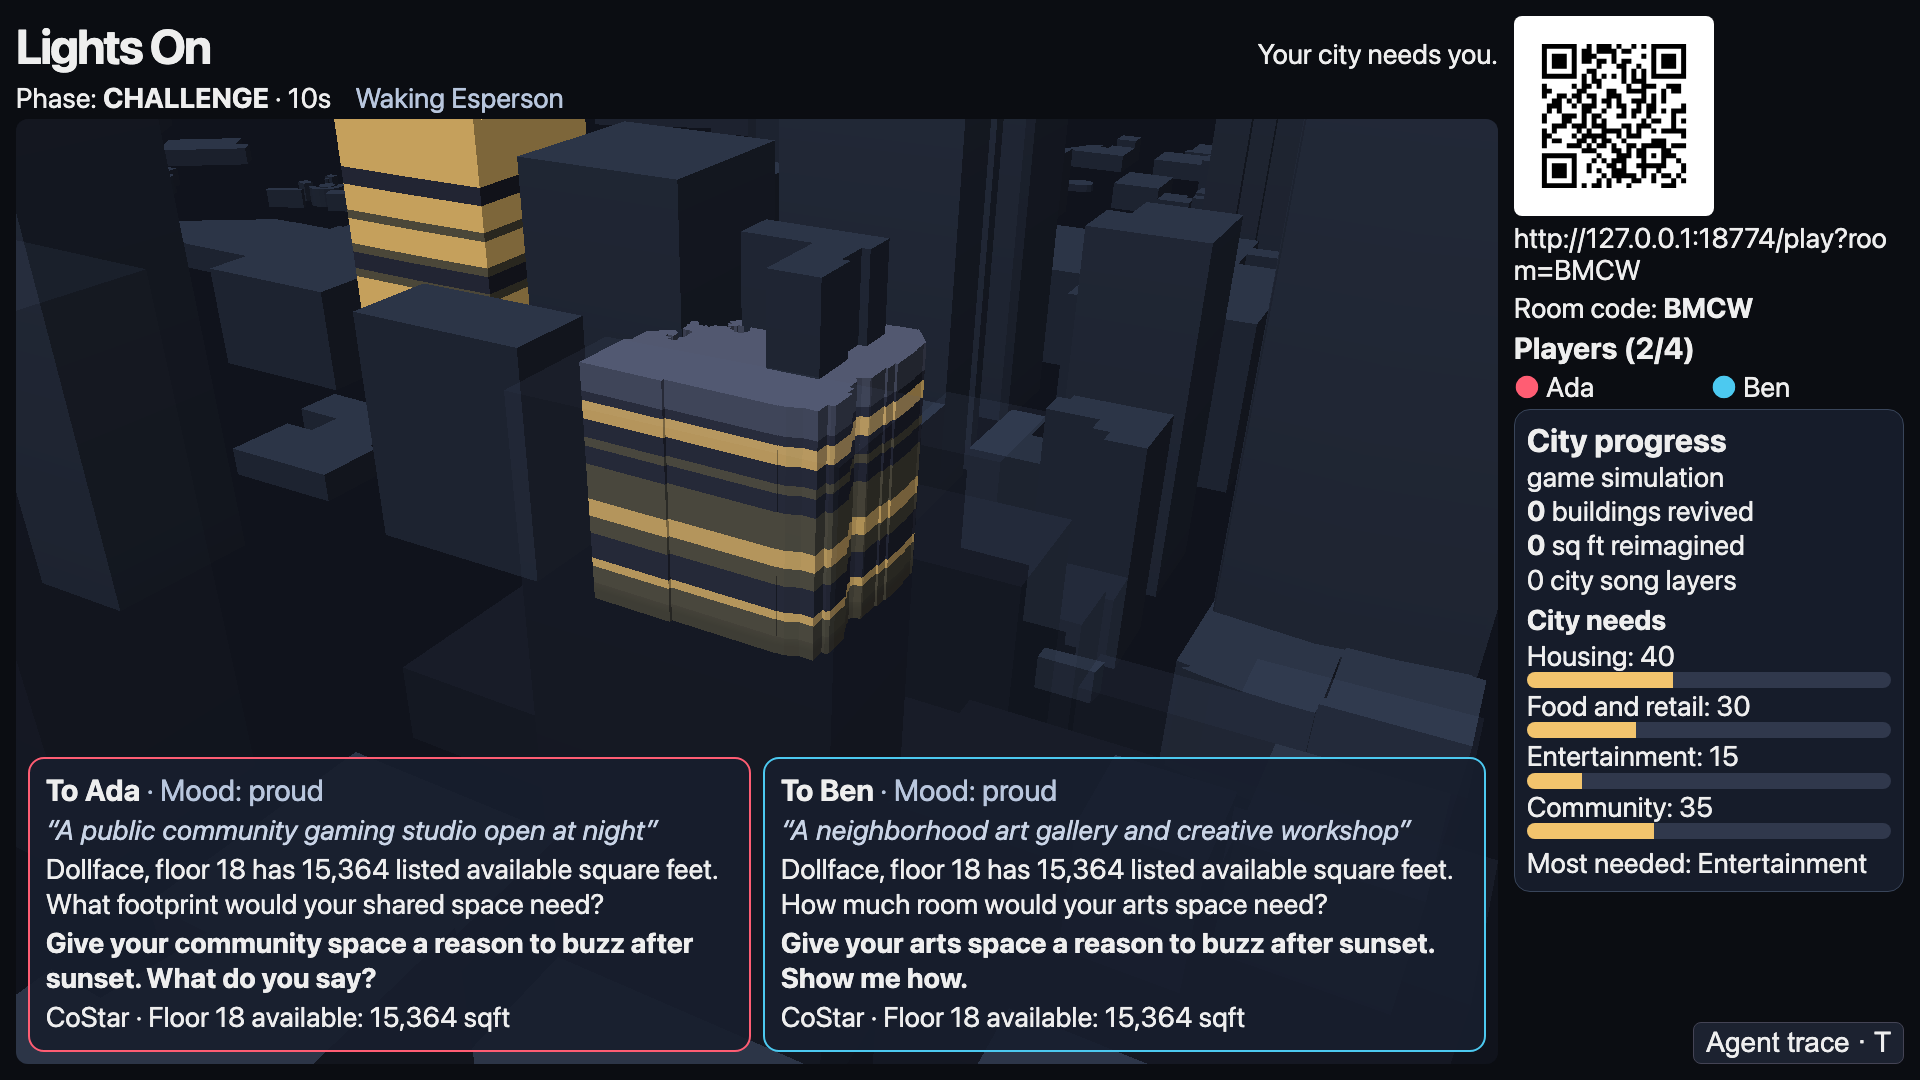 Lights On
Your city needs you.
Phase: CHALLENGE · 10s Waking Esperson
http://127.0.0.1:18774/play?roo
m=BMCW
Room code: BMCW
Players (2/4)
Ada
Ben
City progress
game simulation
0 buildings revived
0 sq ft reimagined
0 city song layers
City needs
Housing: 40
Food and retail: 30
Entertainment: 15
Community: 35
Most needed: Entertainment
To Ada · Mood: proud
“A public community gaming studio open at night”
Dollface, floor 18 has 15,364 listed available square feet.
What footprint would your shared space need?
Give your community space a reason to buzz after
sunset. What do you say?
CoStar · Floor 18 available: 15,364 sqft
To Ben · Mood: proud
“A neighborhood art gallery and creative workshop”
Dollface, floor 18 has 15,364 listed available square feet.
How much room would your arts space need?
Give your arts space a reason to buzz after sunset.
Show me how.
CoStar · Floor 18 available: 15,364 sqft
Agent trace · T